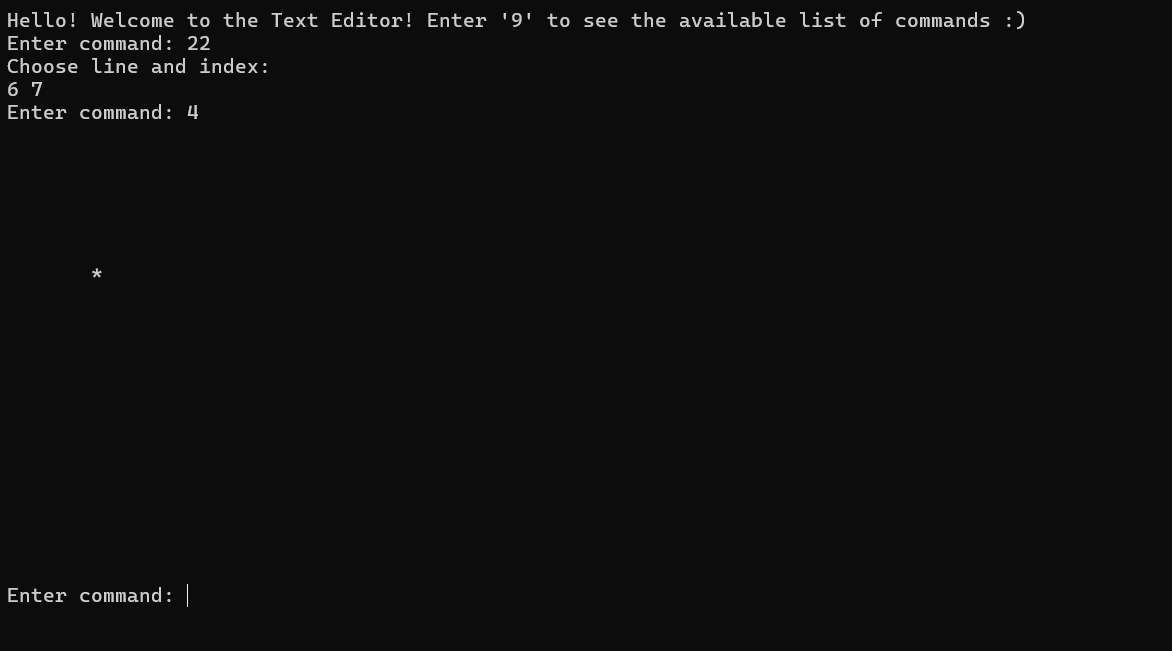 Hello! Welcome to the Text Editor! Enter '9' to see the available list of commands :)
Enter command: 22
Choose line and index:
6 7
Enter command: 4
*
Enter command: